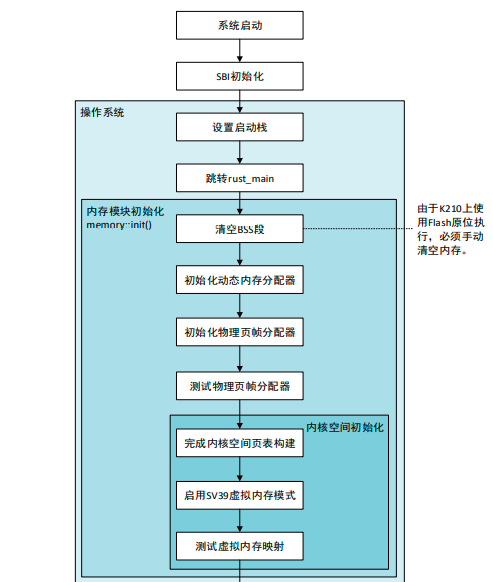 系统启动
SBI初始化
操作系统
设置启动栈
跳转rust_main
内存模块初始化
memory::init()
清空BSS段
由于K210上使
用Flash原位执
行，必须手动
清空内存。
初始化动态内存分配器
初始化物理页帧分配器
测试物理页帧分配器
内核空间初始化
完成内核空间页表构建
启用SV39虚拟内存模式
测试虚拟内存映射